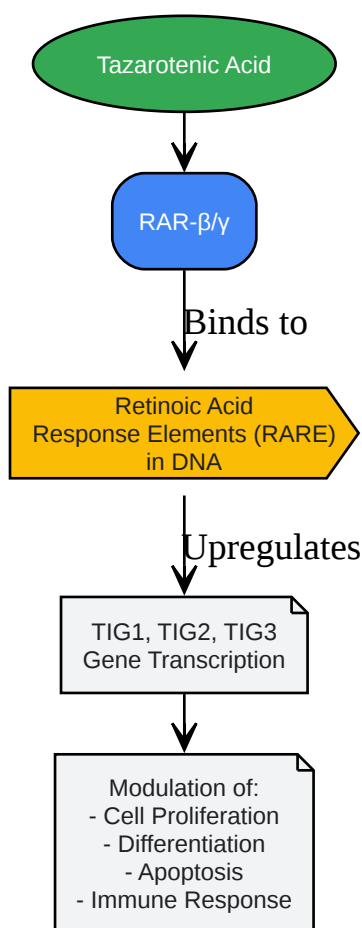 Tazarotenic Acid
RAR-β/γ
Binds to
Retinoic Acid
Response Elements (RARE)
in DNA
Upregulates
TIG1, TIG2, TIG3
Gene Transcription
Modulation of:
- Cell Proliferation
- Differentiation
- Apoptosis
- Immune Response